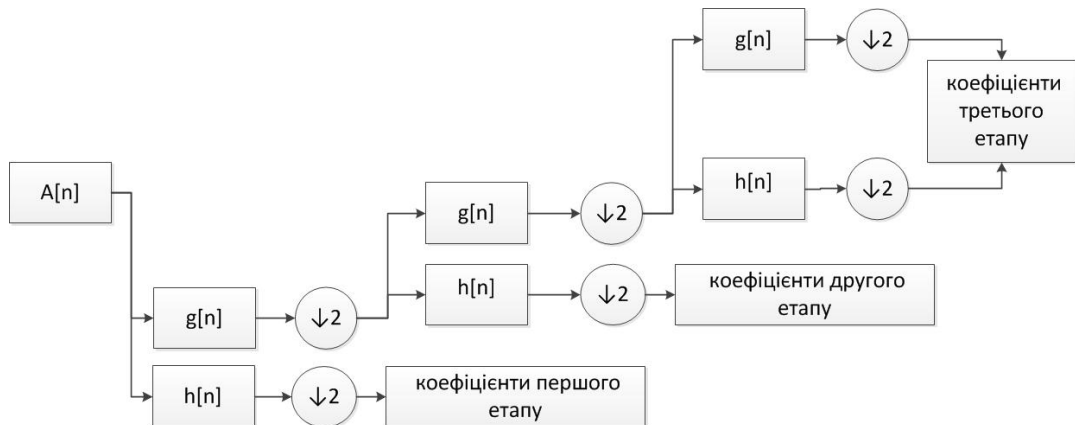 g[n]
↓2
коефіцієнти
третього
етапу
A[n]
h[n]
↓2
g[n]
↓2
h[n]
↓2
коефіцієнти другого
етапу
g[n]
↓2
h[n]
↓2
коефіцієнти першого
етапу